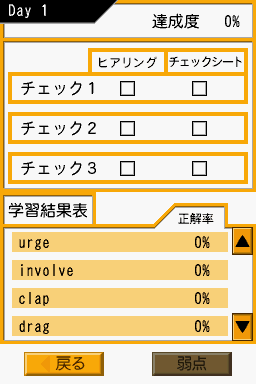 Day 1
達成度 0%
ヒアリング チェックシート
チェック1
チェック2
チェック3
学習結果表 正解率
urge 0%
involve 0%
clap 0%
drag 0%
戻る 弱点